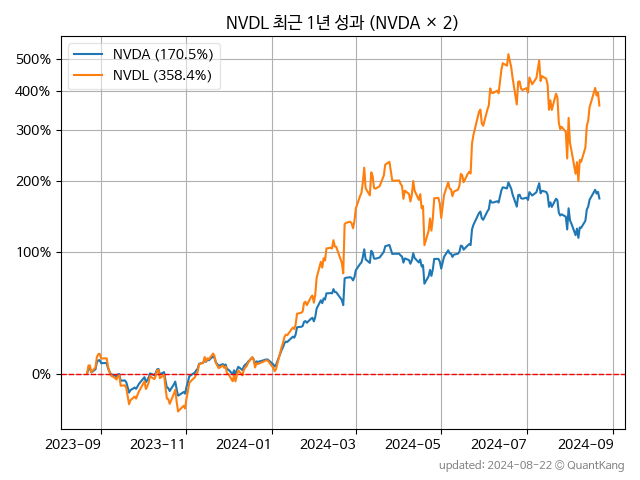 NVDL 최근 1년 성과 (NVDA × 2)
NVDA (170.5%)
NVDL (358.4%)
500%
400%
300%
200%
100%
0%
2023-09 2023-11 2024-01 2024-03 2024-05 2024-07 2024-09
updated: 2024-08-22 © QuantKang